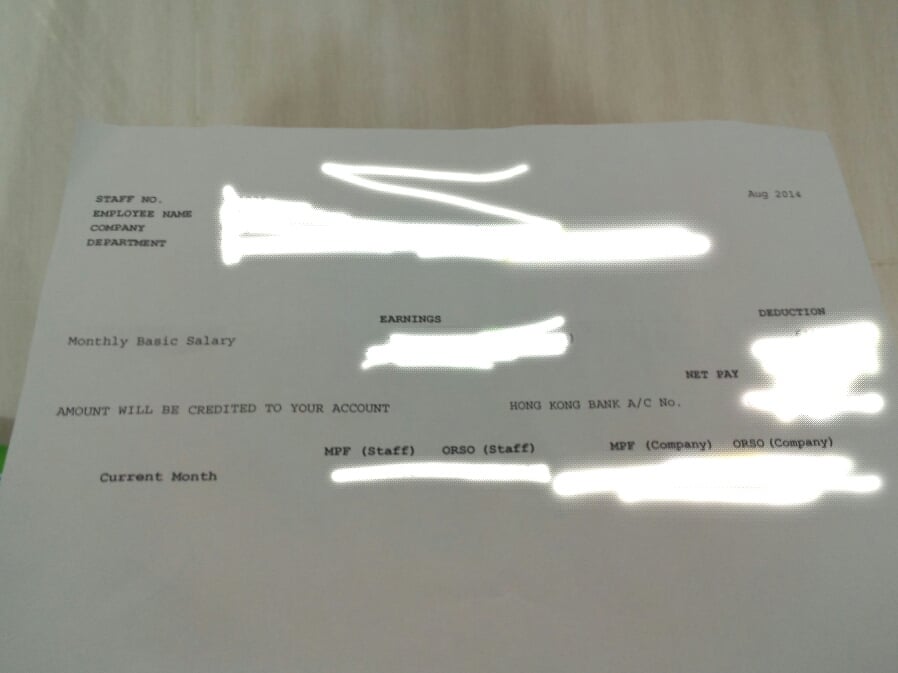 Aug 2014
STAFF NO.
EMPLOYEE NAME
COMPANY
DEPARTMENT
EARNINGS DEDUCTION
Monthly Basic Salary
NET PAY
AMOUNT WILL BE CREDITED TO YOUR ACCOUNT HONG KONG BANK A/C No.
MPF (Staff) ORSO (Staff) MPF (Company) ORSO (Company)
Current Month